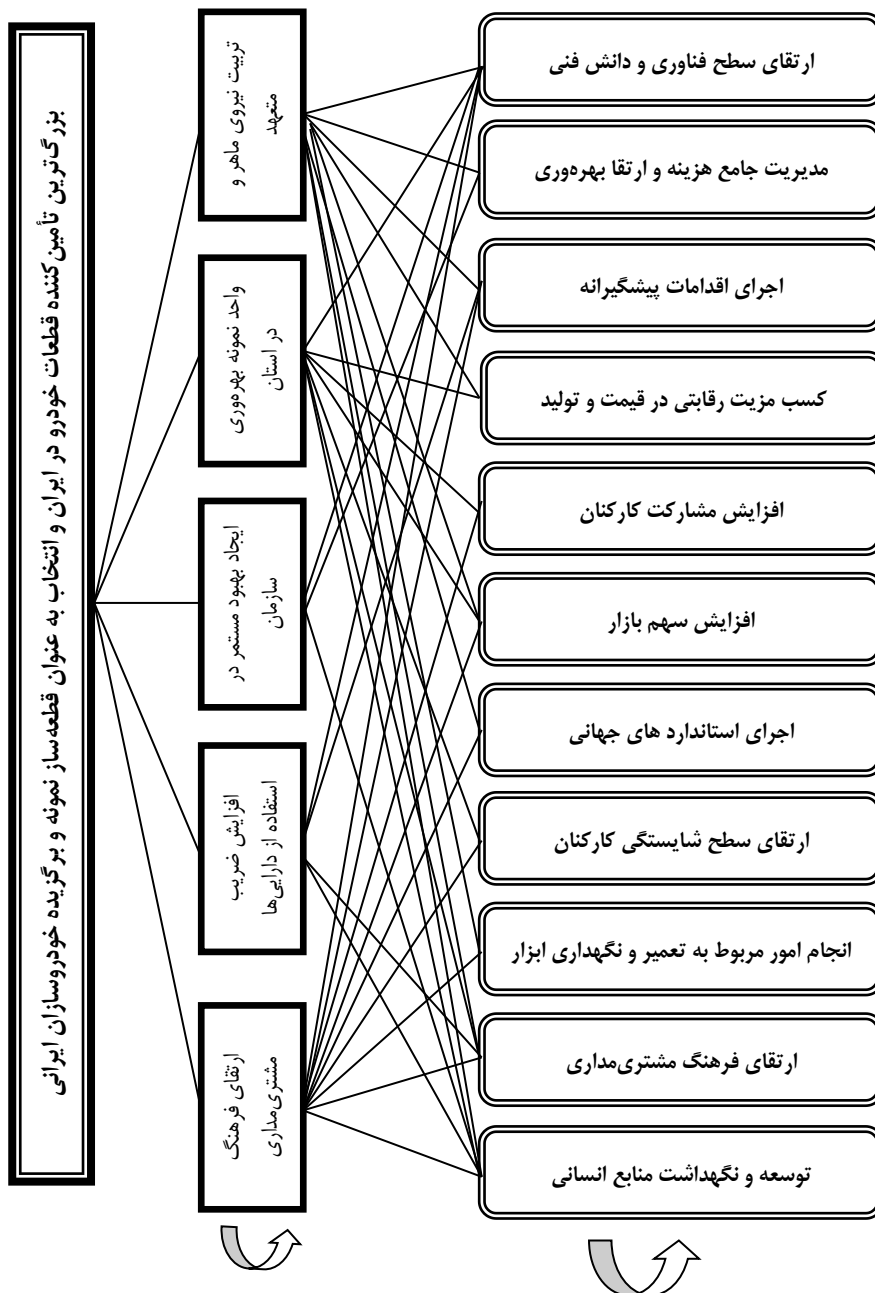 بزرگ‌ترین تأمین‌کننده قطعات خودرو در ایران و انتخاب به عنوان قطعه‌ساز نمونه و برگزیده خودروسازان ایرانی
تربیت نیروی ماهر و
متعهد
واحد نمونه بهره‌وری
در استان
ایجاد بهبود مستمر در
سازمان
افزایش ضریب
استفاده از دارایی‌ها
ارتقای فرهنگ
مشتری‌مداری
ارتقای سطح فناوری و دانش فنی
مدیریت جامع هزینه و ارتقا بهره‌وری
اجرای اقدامات پیشگیرانه
کسب مزیت رقابتی در قیمت و تولید
افزایش مشارکت کارکنان
افزایش سهم بازار
اجرای استاندارد های جهانی
ارتقای سطح شایستگی کارکنان
انجام امور مربوط به تعمیر و نگهداری ابزار
ارتقای فرهنگ مشتری‌مداری
توسعه و نگهداشت منابع انسانی